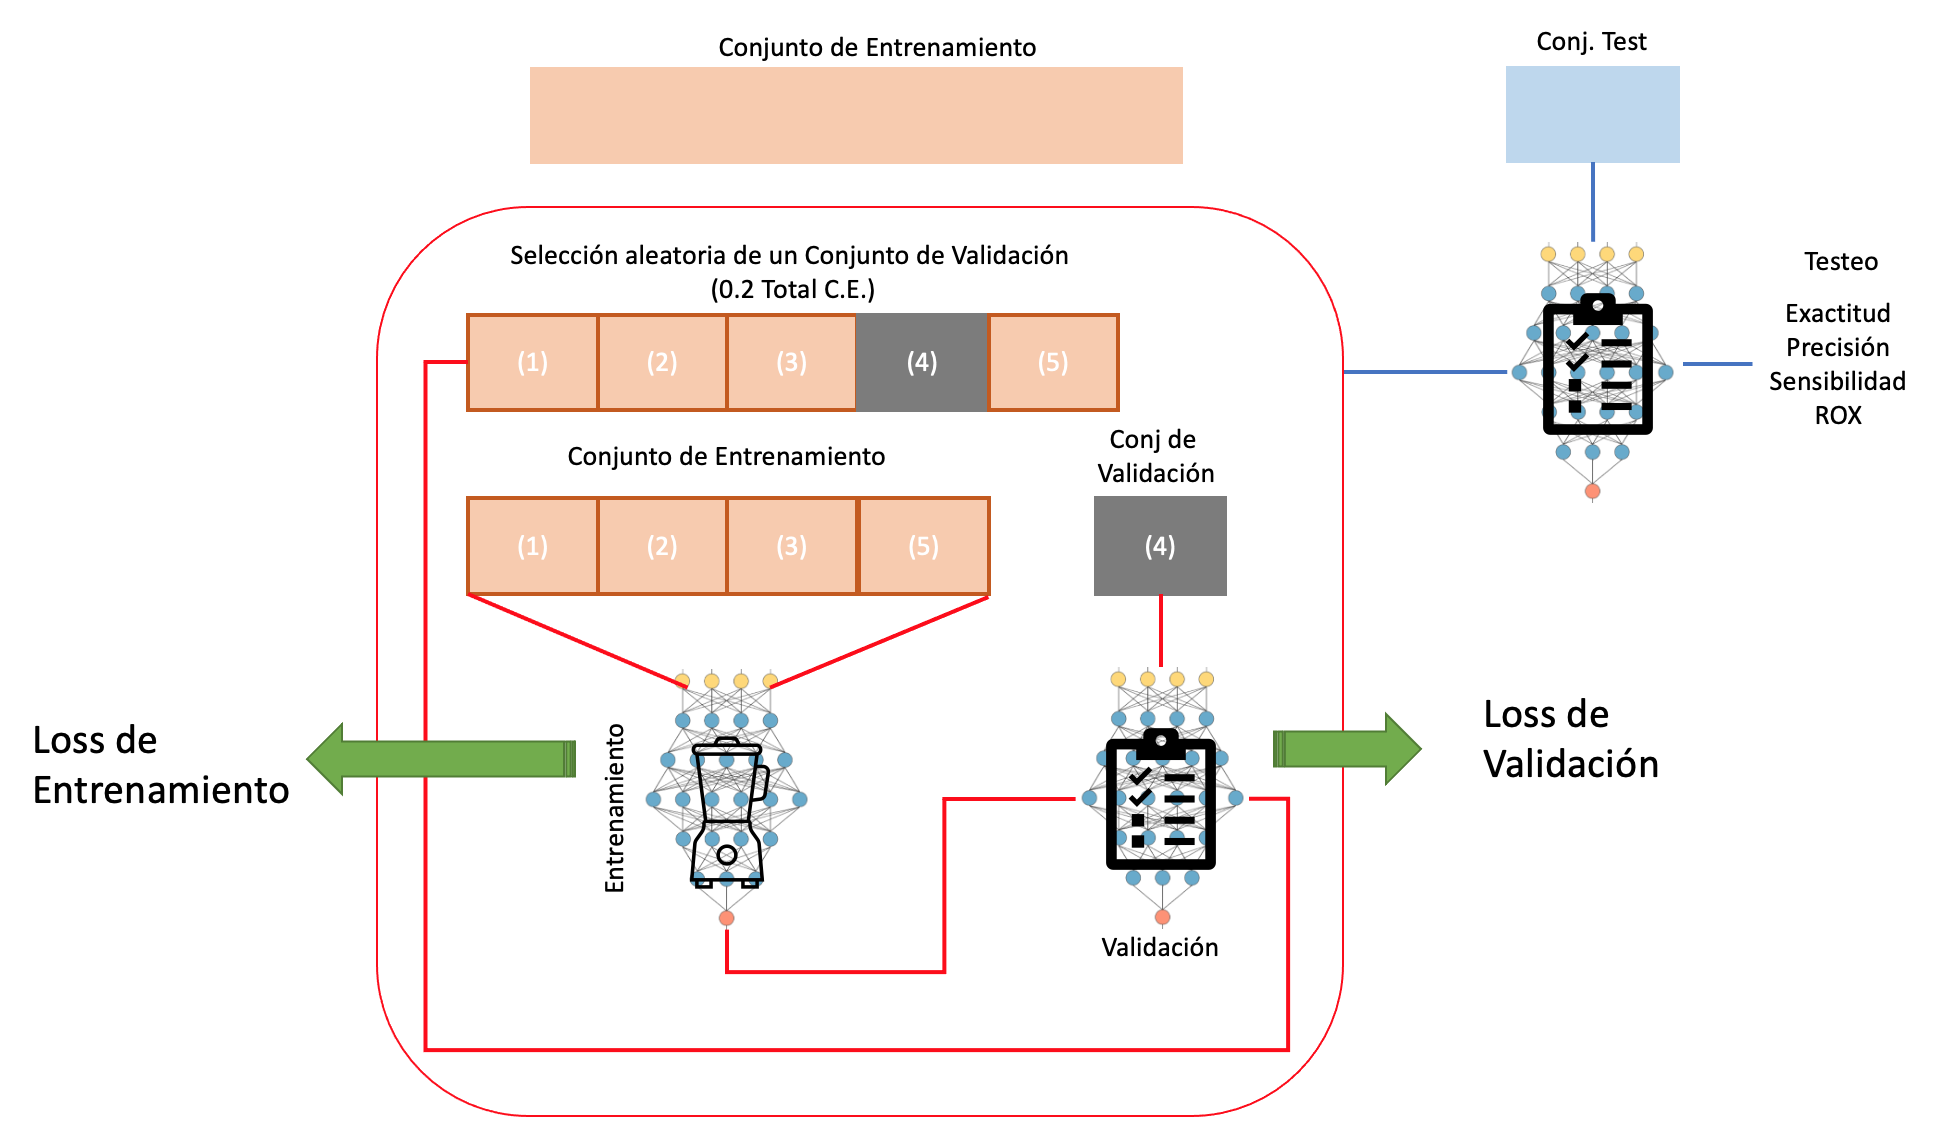 Conjunto de Entrenamiento
Conj. Test
Selección aleatoria de un Conjunto de Validación
(0.2 Total C.E.)
(1)
(2)
(3)
(4)
(5)
Conjunto de Entrenamiento
Conj de
Validación
(1)
(2)
(3)
(5)
(4)
Testeo
Exactitud
Precisión
Sensibilidad
ROX
Loss de
Entrenamiento
Entrenamiento
Validación
Loss de
Validación